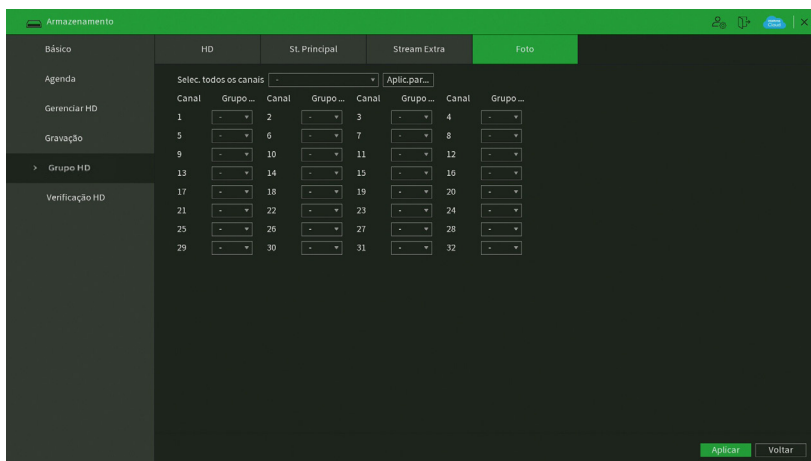 Armazenamento
Básico
Agenda
Gerenciar HD
Gravação
> Grupo HD
Verificação HD
HD St. Principal Stream Extra Foto
Selec. todos os canais - Aplic.par...
Canal Grupo ... Canal Grupo ... Canal Grupo ... Canal Grupo ...
1 - 2 - 3 - 4 -
5 - 6 - 7 - 8 -
9 - 10 - 11 - 12 -
13 - 14 - 15 - 16 -
17 - 18 - 19 - 20 -
21 - 22 - 23 - 24 -
25 - 26 - 27 - 28 -
29 - 30 - 31 - 32 -
Aplicar Voltar